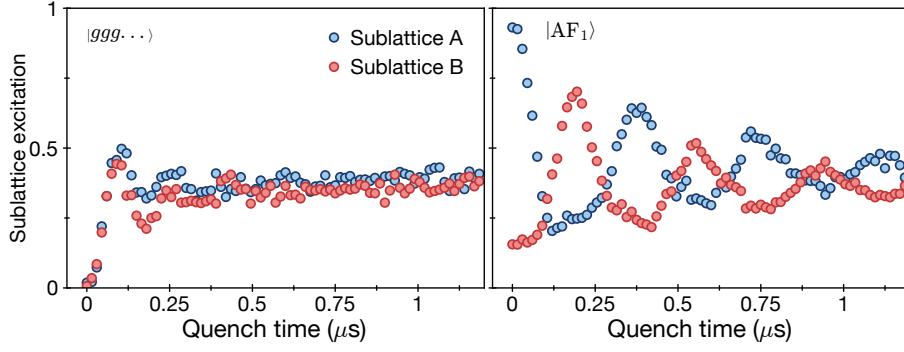 1
|ggg⋯⟩
Sublattice A
Sublattice B
|AF₁⟩
Sublattice excitation
0.5
0
0 0.25 0.5 0.75 1
0 0.25 0.5 0.75 1
Quench time (μs)
Quench time (μs)